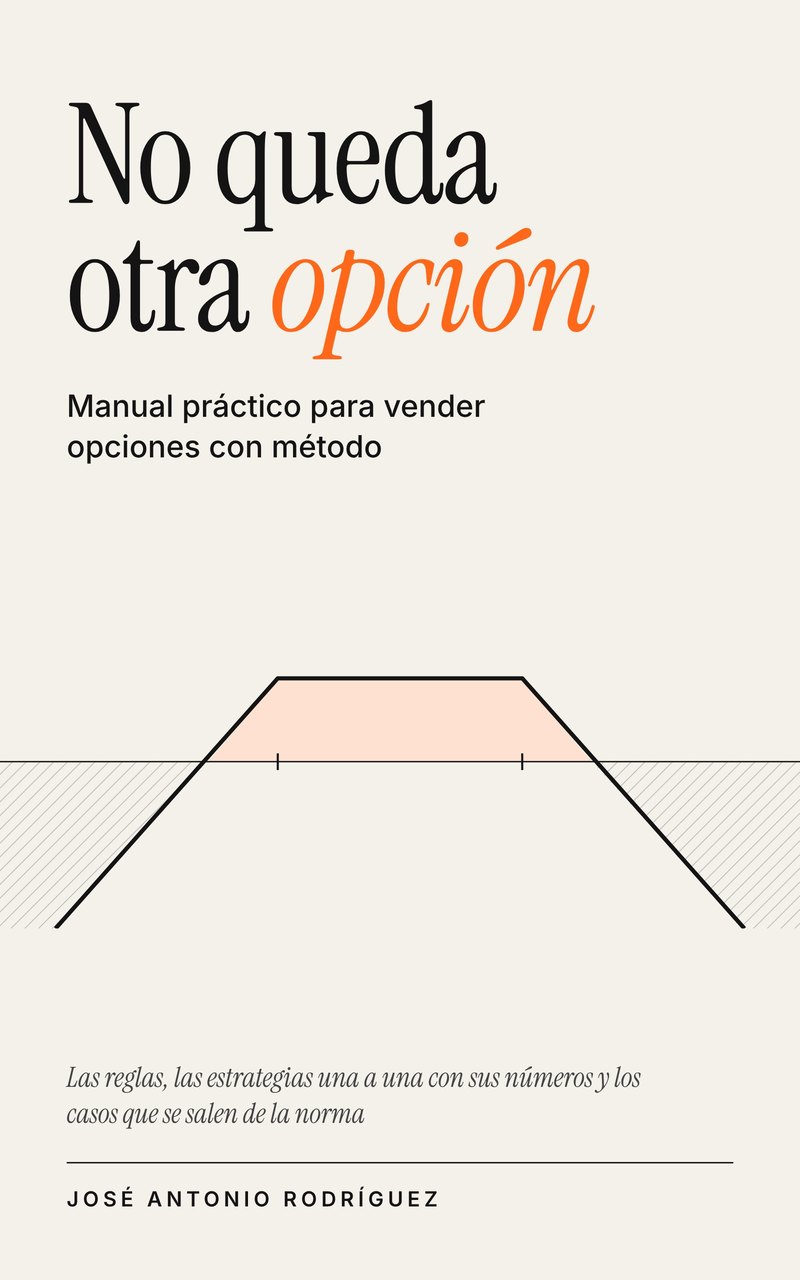 No queda
otra opción
Manual práctico para vender
opciones con método
Las reglas, las estrategias una a una con sus números y los
casos que se salen de la norma
JOSÉ ANTONIO RODRÍGUEZ